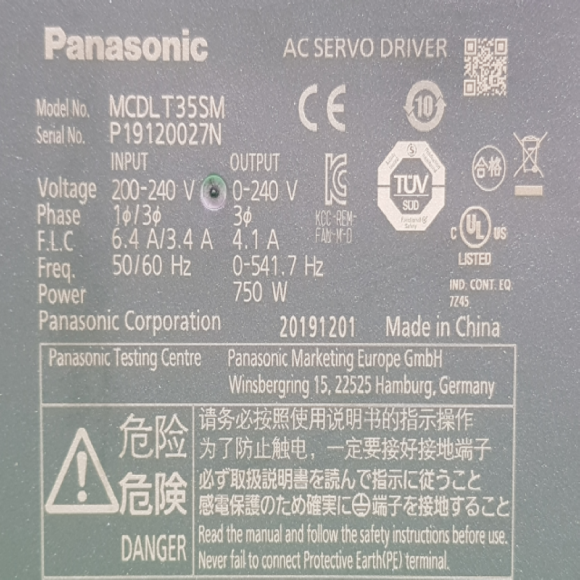 Panasonic AC SERVO DRIVER
Model No. MCDLT35SM
Serial No. P19120027N
CE
10
INPUT OUTPUT
Voltage 200-240 V 0-240 V
Phase 1ϕ/3ϕ 3ϕ
F.L.C 6.4 A/3.4 A 4.1 A
Freq. 50/60 Hz 0-541.7 Hz
Power 750 W
KCC-REM-
FAN-M-D
TÜV
SÜD
合格
C UL US
LISTED
IND. CONT. EQ
7Z45
Panasonic Corporation 20191201 Made in China
Panasonic Testing Centre Panasonic Marketing Europe GmbH
Winsbergring 15, 22525 Hamburg, Germany
危险
危険
DANGER
请务必按照使用说明书的指示操作
为了防止触电，一定要接好接地端子
必ず取扱説明書を読んで指示に従うこと
感電保護のため確実に⏚端子を接地すること
Read the manual and follow the safety instructions before use.
Never fail to connect Protective Earth(PE) terminal.